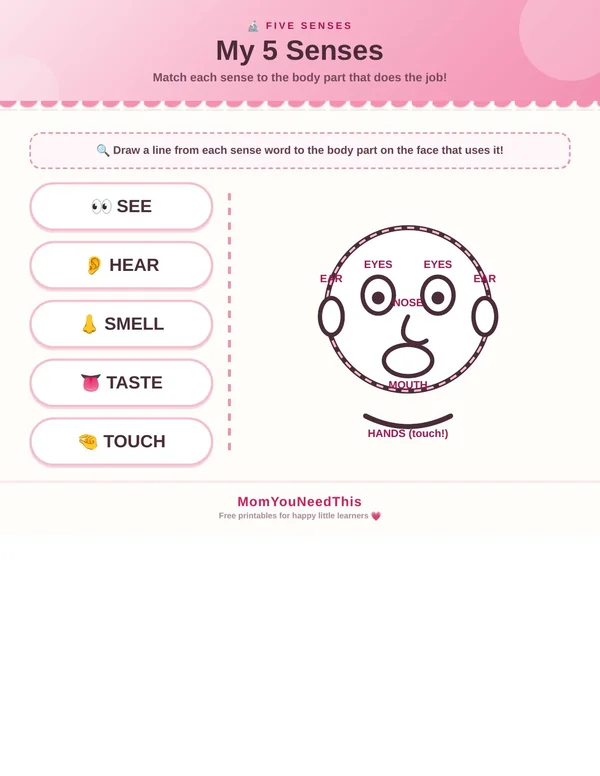 FIVE SENSES
My 5 Senses
Match each sense to the body part that does the job!
Draw a line from each sense word to the body part on the face that uses it!
SEE
HEAR
SMELL
TASTE
TOUCH
EYES EYES
EAR EAR
NOSE
MOUTH
HANDS (touch!)
MomYouNeedThis
Free printables for happy little learners